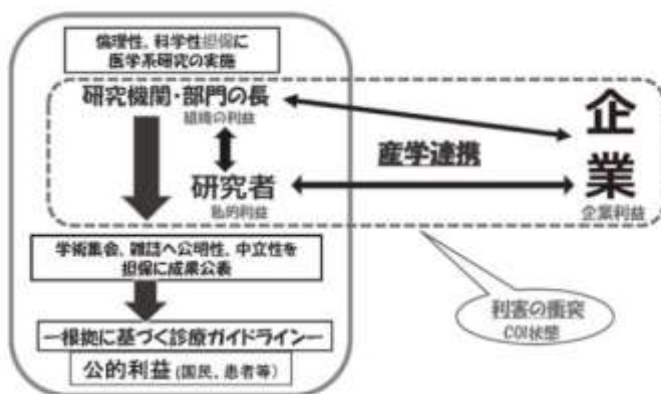 倫理性、科学性担保に
医学系研究の実施
研究機関・部門の長
組織の利益
研究者
私的利益
産学連携
企業
企業利益
学術集会、雑誌へ公明性、中立性を
担保に成果公表
利害の衝突
COI状態
ー根拠に基づく診療ガイドラインー
公的利益(国民、患者等)